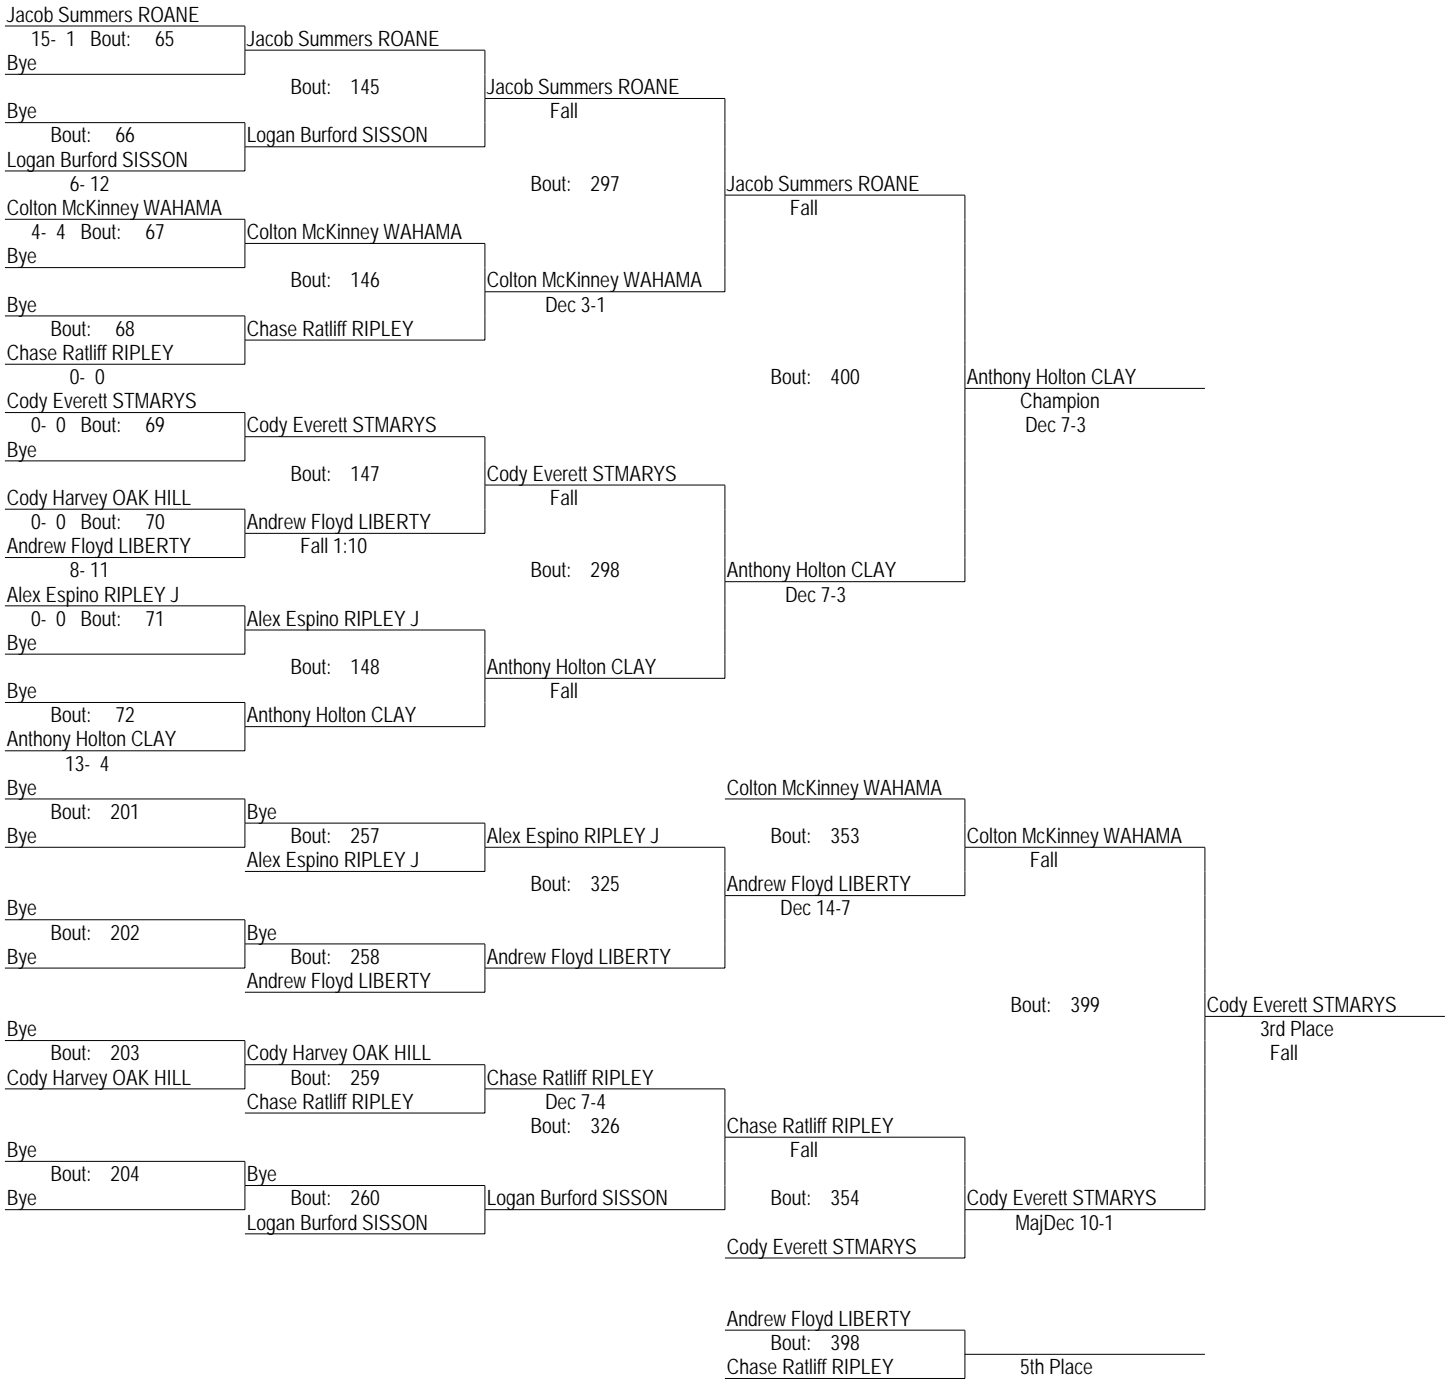 Jacob Summers ROANE
15- 1 Bout: 65 Jacob Summers ROANE
Bye
Bout: 145 Jacob Summers ROANE
Bye Fall
Bout: 66 Logan Burford SISSON
Logan Burford SISSON
6- 12 Bout: 297 Jacob Summers ROANE
Colton McKinney WAHAMA Fall
4- 4 Bout: 67 Colton McKinney WAHAMA
Bye
Bout: 146 Colton McKinney WAHAMA
Bye Dec 3-1
Bout: 68 Chase Ratliff RIPLEY
Chase Ratliff RIPLEY
0- 0 Bout: 400 Anthony Holton CLAY
Cody Everett STMARYS Champion
0- 0 Bout: 69 Cody Everett STMARYS Dec 7-3
Bye
Bout: 147 Cody Everett STMARYS
Cody Harvey OAK HILL Fall
0- 0 Bout: 70 Andrew Floyd LIBERTY
Andrew Floyd LIBERTY Fall 1:10
8- 11 Bout: 298 Anthony Holton CLAY
Alex Espino RIPLEY J Dec 7-3
0- 0 Bout: 71 Alex Espino RIPLEY J
Bye
Bout: 148 Anthony Holton CLAY
Bye Fall
Bout: 72 Anthony Holton CLAY
Anthony Holton CLAY
13- 4
Bye Colton McKinney WAHAMA
Bout: 201 Bye
Bye Bout: 257 Alex Espino RIPLEY J Bout: 353 Colton McKinney WAHAMA
Alex Espino RIPLEY J Fall
Bout: 325 Andrew Floyd LIBERTY
Bye Dec 14-7
Bout: 202 Bye
Bye Bout: 258 Andrew Floyd LIBERTY
Andrew Floyd LIBERTY
Bout: 399 Cody Everett STMARYS
Bye 3rd Place
Bout: 203 Cody Harvey OAK HILL Fall
Cody Harvey OAK HILL Bout: 259 Chase Ratliff RIPLEY
Chase Ratliff RIPLEY Dec 7-4
Bout: 326 Chase Ratliff RIPLEY
Bye Fall
Bout: 204 Bye
Bye Bout: 260 Logan Burford SISSON Bout: 354 Cody Everett STMARYS
Logan Burford SISSON MajDec 10-1
Cody Everett STMARYS
Andrew Floyd LIBERTY
Bout: 398
Chase Ratliff RIPLEY 5th Place